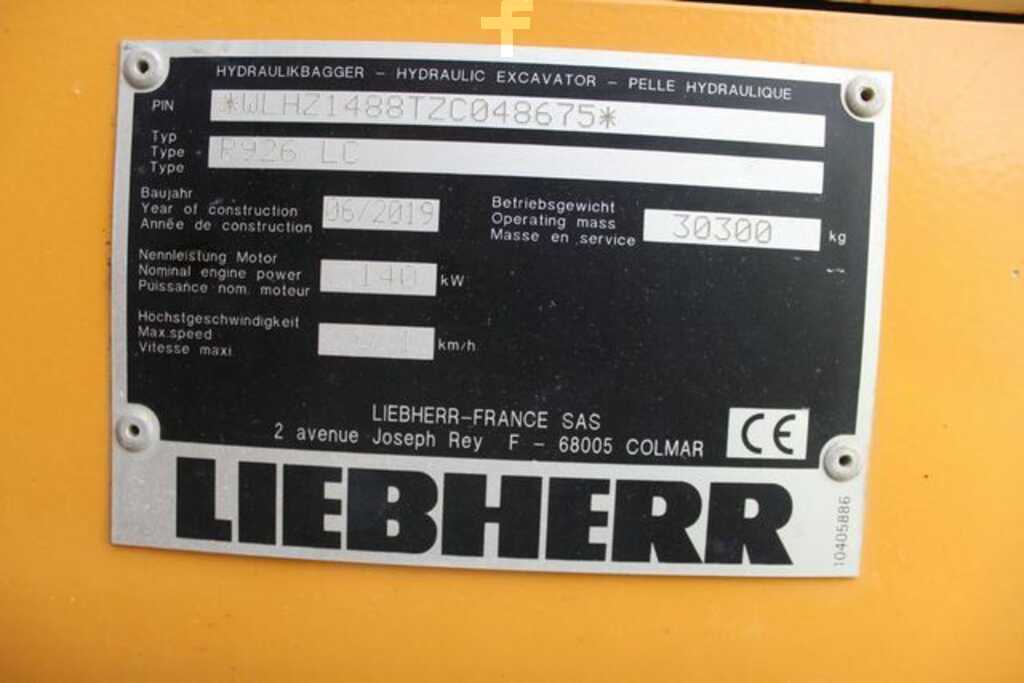 f
HYDRAULIKBAGGER – HYDRAULIC EXCAVATOR – PELLE HYDRAULIQUE
PIN *WLHZ1488TZC048675*
Typ
Type R926 LC
Type
Baujahr
Year of construction 06/2019
Année de construction
Betriebsgewicht
Operating mass 30300 kg
Masse en service
Nennleistung Motor
Nominal engine power 140 kW
Puissance nom. moteur
Höchstgeschwindigkeit
Max.speed km/h
Vitesse maxi.
LIEBHERR–FRANCE SAS
2 avenue Joseph Rey F – 68005 COLMAR
CE
LIEBHERR
10405886